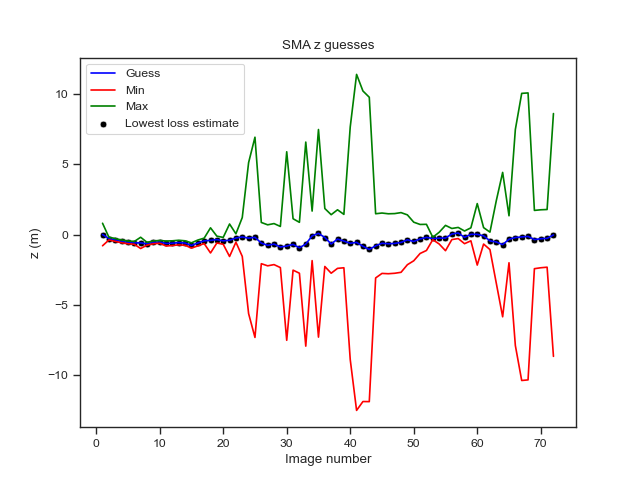 SMA z guesses
Guess
Min
Max
Lowest loss estimate
10
5
0
−5
−10
z (m)
0 10 20 30 40 50 60 70
Image number